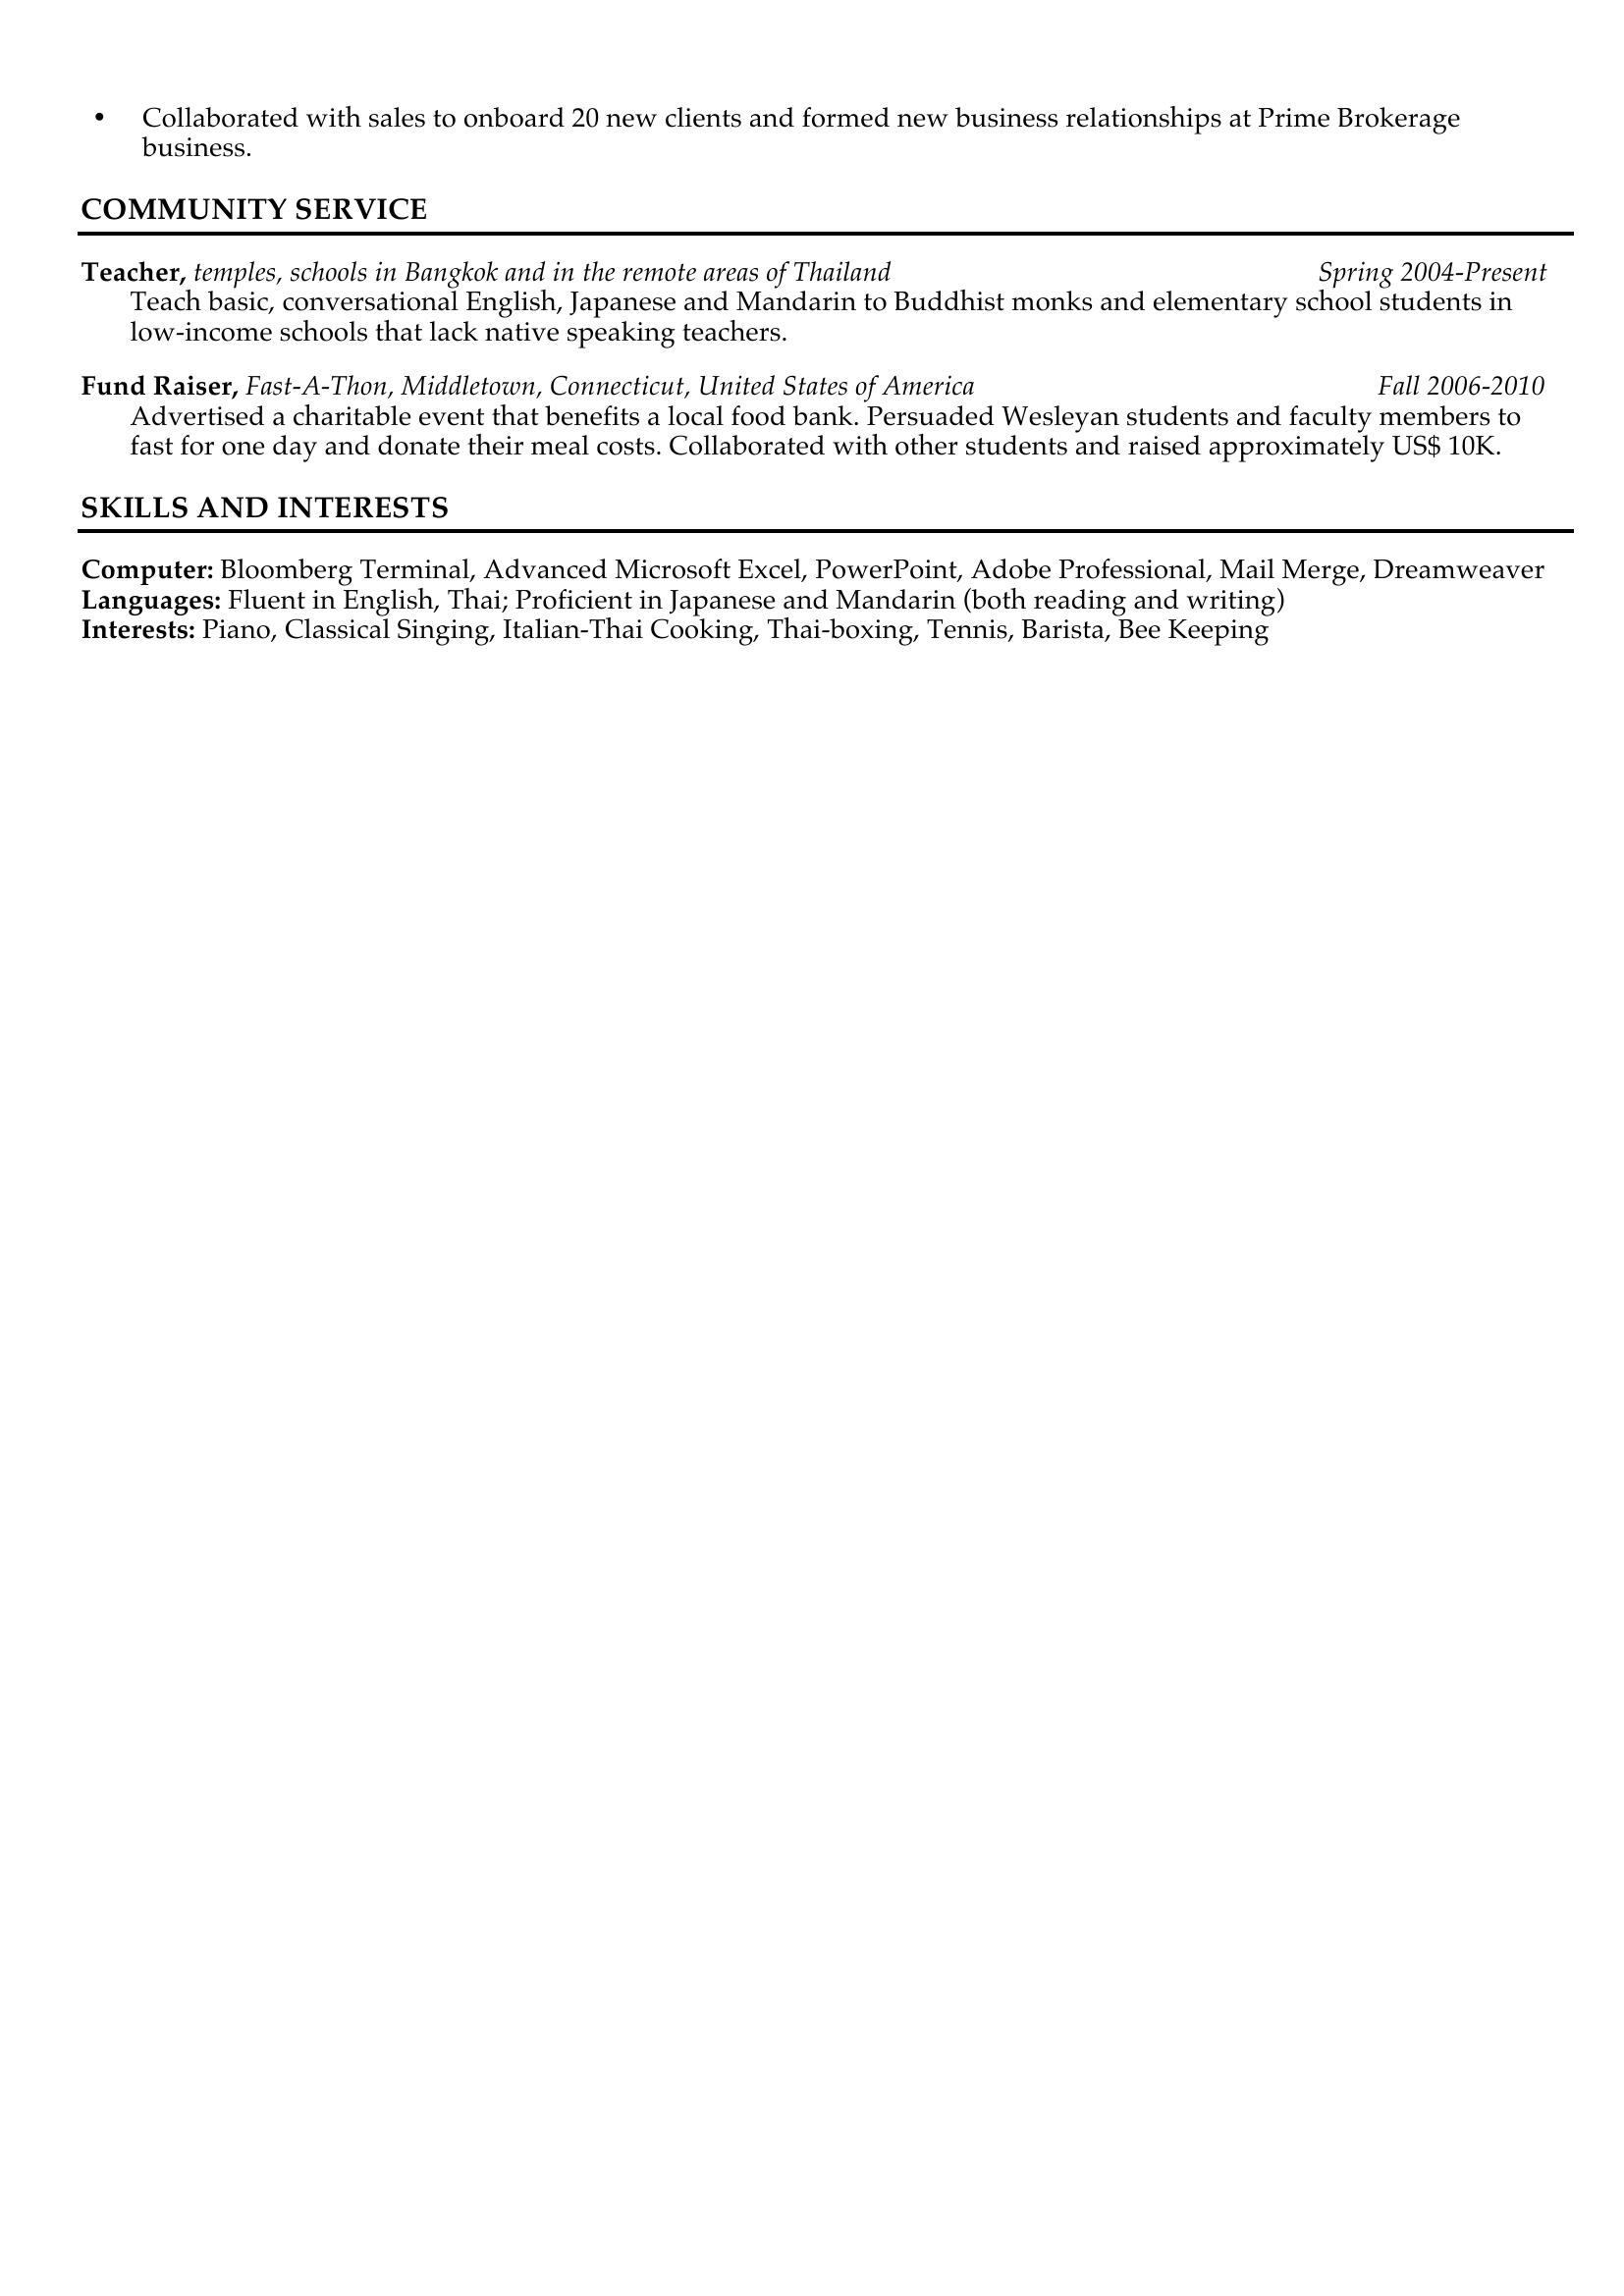 • Collaborated with sales to onboard 20 new clients and formed new business relationships at Prime Brokerage
business.
COMMUNITY SERVICE
Teacher, temples, schools in Bangkok and in the remote areas of Thailand Spring 2004-Present
Teach basic, conversational English, Japanese and Mandarin to Buddhist monks and elementary school students in
low-income schools that lack native speaking teachers.
Fund Raiser, Fast-A-Thon, Middletown, Connecticut, United States of America Fall 2006-2010
Advertised a charitable event that benefits a local food bank. Persuaded Wesleyan students and faculty members to
fast for one day and donate their meal costs. Collaborated with other students and raised approximately US$ 10K.
SKILLS AND INTERESTS
Computer: Bloomberg Terminal, Advanced Microsoft Excel, PowerPoint, Adobe Professional, Mail Merge, Dreamweaver
Languages: Fluent in English, Thai; Proficient in Japanese and Mandarin (both reading and writing)
Interests: Piano, Classical Singing, Italian-Thai Cooking, Thai-boxing, Tennis, Barista, Bee Keeping